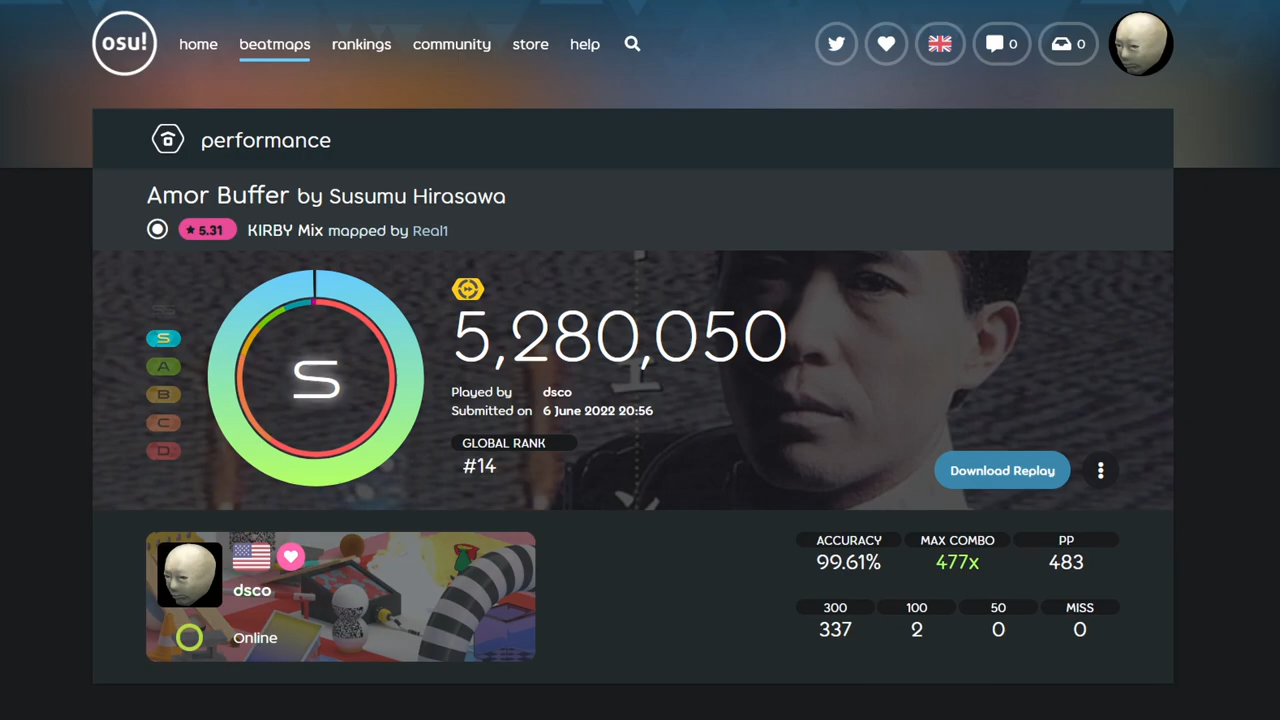 osu!
home beatmaps rankings community store help
0 0
performance
Amor Buffer by Susumu Hirasawa
5.31 KIRBY Mix mapped by Real1
SS
S
A
B
C
D
S
5,280,050
Played by dsco
Submitted on 6 June 2022 20:56
GLOBAL RANK
#14
Download Replay
dsco
Online
ACCURACY MAX COMBO PP
99.61% 477x 483
300 100 50 MISS
337 2 0 0